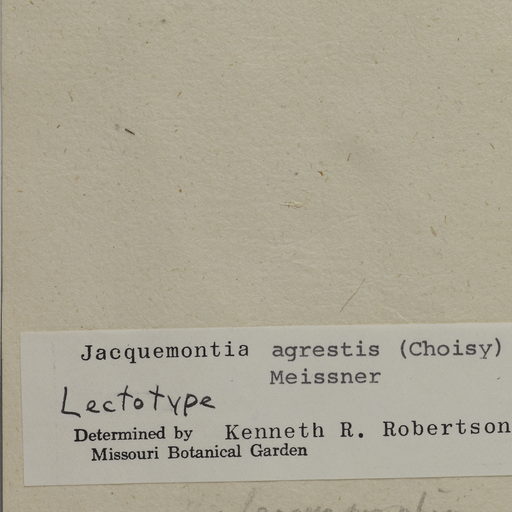 Jacquemontia agrestis (Choisy)
Meissner
Lectotype
Determined by Kenneth R. Robertson
Missouri Botanical Garden